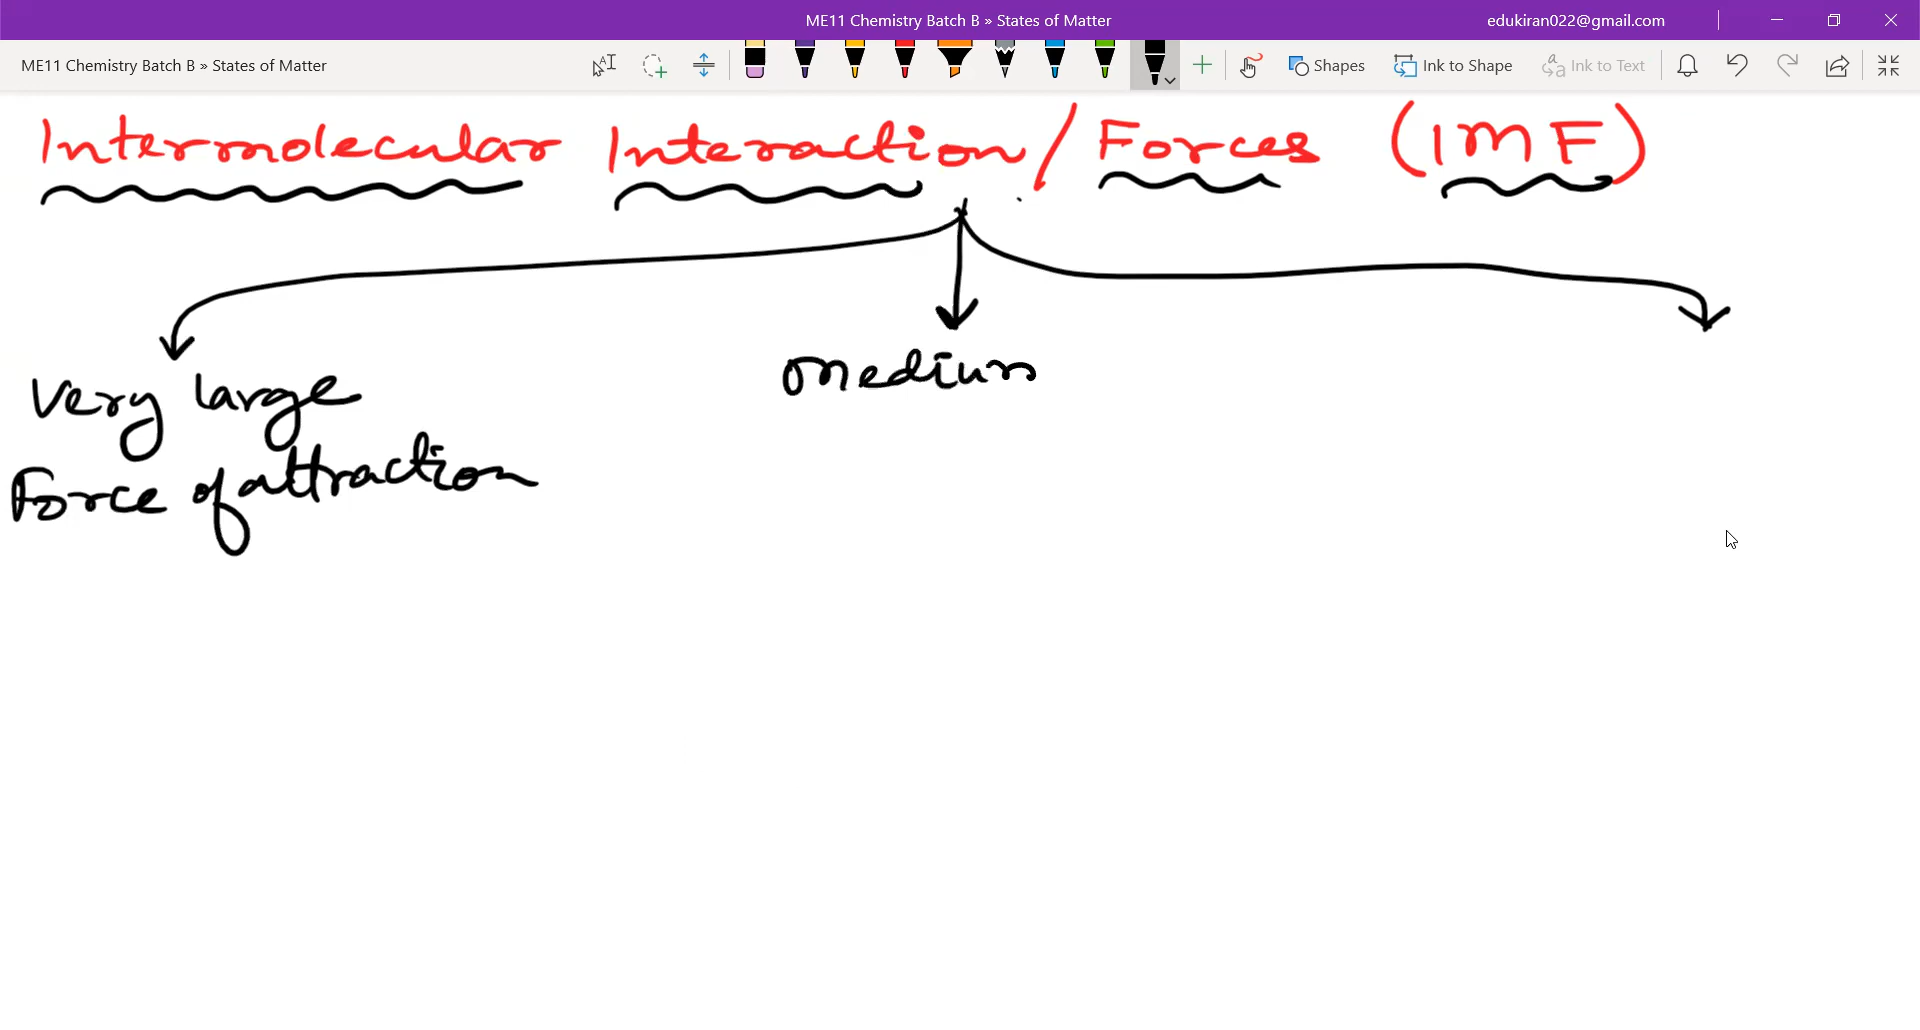 ME11 Chemistry Batch B » States of Matter
edukiran022@gmail.com
ME11 Chemistry Batch B » States of Matter
Shapes
Ink to Shape
Ink to Text
Intermolecular Interaction / Forces (IMF)
Very large
Force of attraction
medium